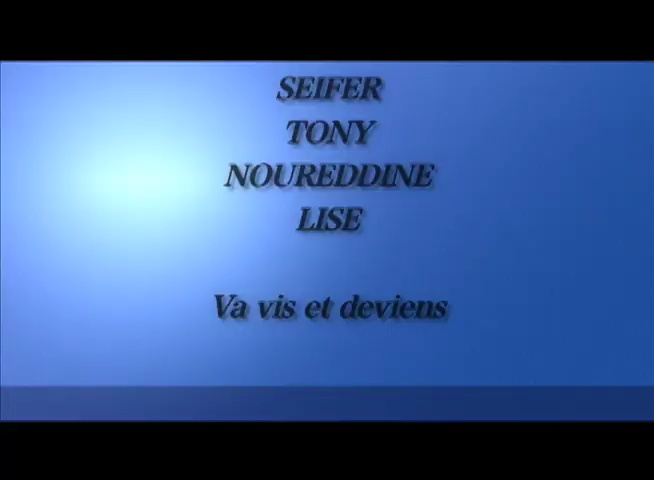 SEIFER
TONY
NOUREDDINE
LISE
Va vis et deviens